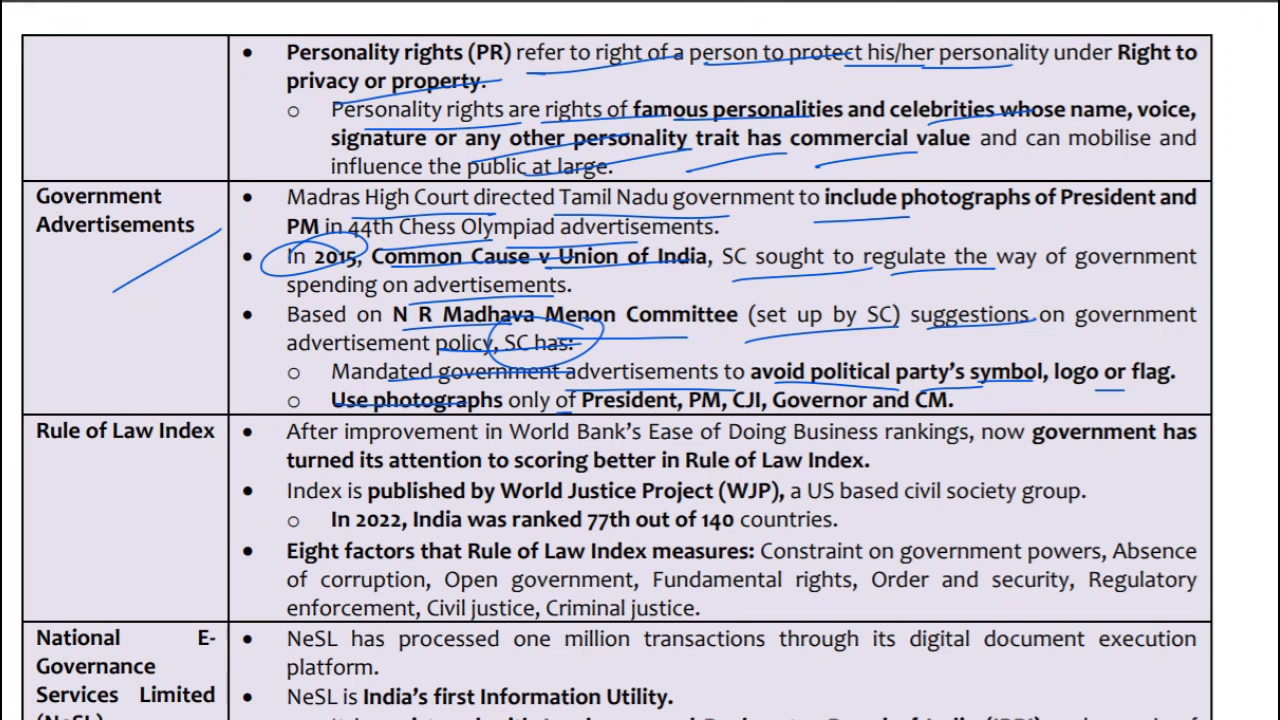 • Personality rights (PR) refer to right of a person to protect his/her personality under Right to
privacy or property.
o Personality rights are rights of famous personalities and celebrities whose name, voice,
signature or any other personality trait has commercial value and can mobilise and
influence the public at large.
Government
Advertisements
• Madras High Court directed Tamil Nadu government to include photographs of President and
PM in 44th Chess Olympiad advertisements.
• In 2015, Common Cause v Union of India, SC sought to regulate the way of government
spending on advertisements.
• Based on N R Madhava Menon Committee (set up by SC) suggestions on government
advertisement policy, SC has:
o Mandated government advertisements to avoid political party's symbol, logo or flag.
o Use photographs only of President, PM, CJI, Governor and CM.
Rule of Law Index
• After improvement in World Bank's Ease of Doing Business rankings, now government has
turned its attention to scoring better in Rule of Law Index.
• Index is published by World Justice Project (WJP), a US based civil society group.
o In 2022, India was ranked 77th out of 140 countries.
• Eight factors that Rule of Law Index measures: Constraint on government powers, Absence
of corruption, Open government, Fundamental rights, Order and security, Regulatory
enforcement, Civil justice, Criminal justice.
National E-
Governance
Services Limited
• NeSL has processed one million transactions through its digital document execution
platform.
• NeSL is India's first Information Utility.